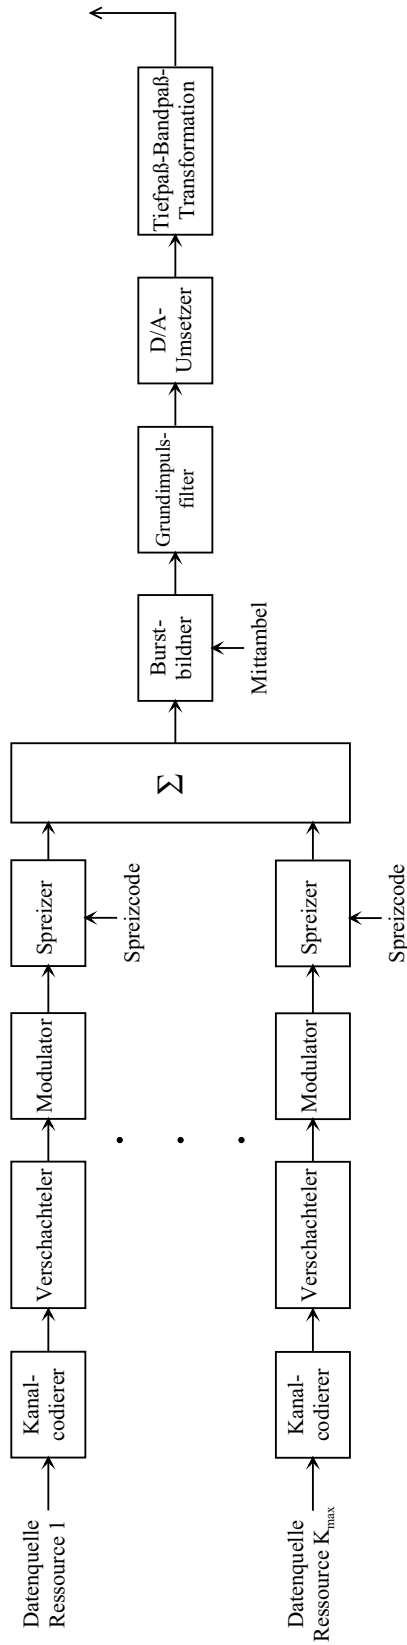 Datenquelle
Ressource 1
Kanal-
codierer
Verschachteler
Modulator
Spreizer
Spreizcode
Datenquelle
Ressource Kmax
Kanal-
codierer
Verschachteler
Modulator
Spreizer
Spreizcode
Σ
Burst-
bildner
Mittambel
Grundimpuls-
filter
D/A-
Umsetzer
Tiefpaß-Bandpaß-
Transformation